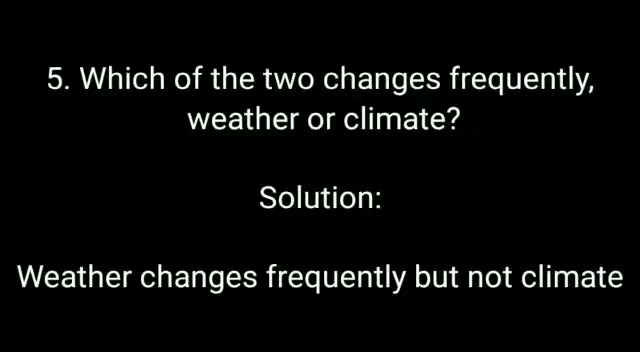 5. Which of the two changes frequently,
weather or climate?
Solution:
Weather changes frequently but not climate